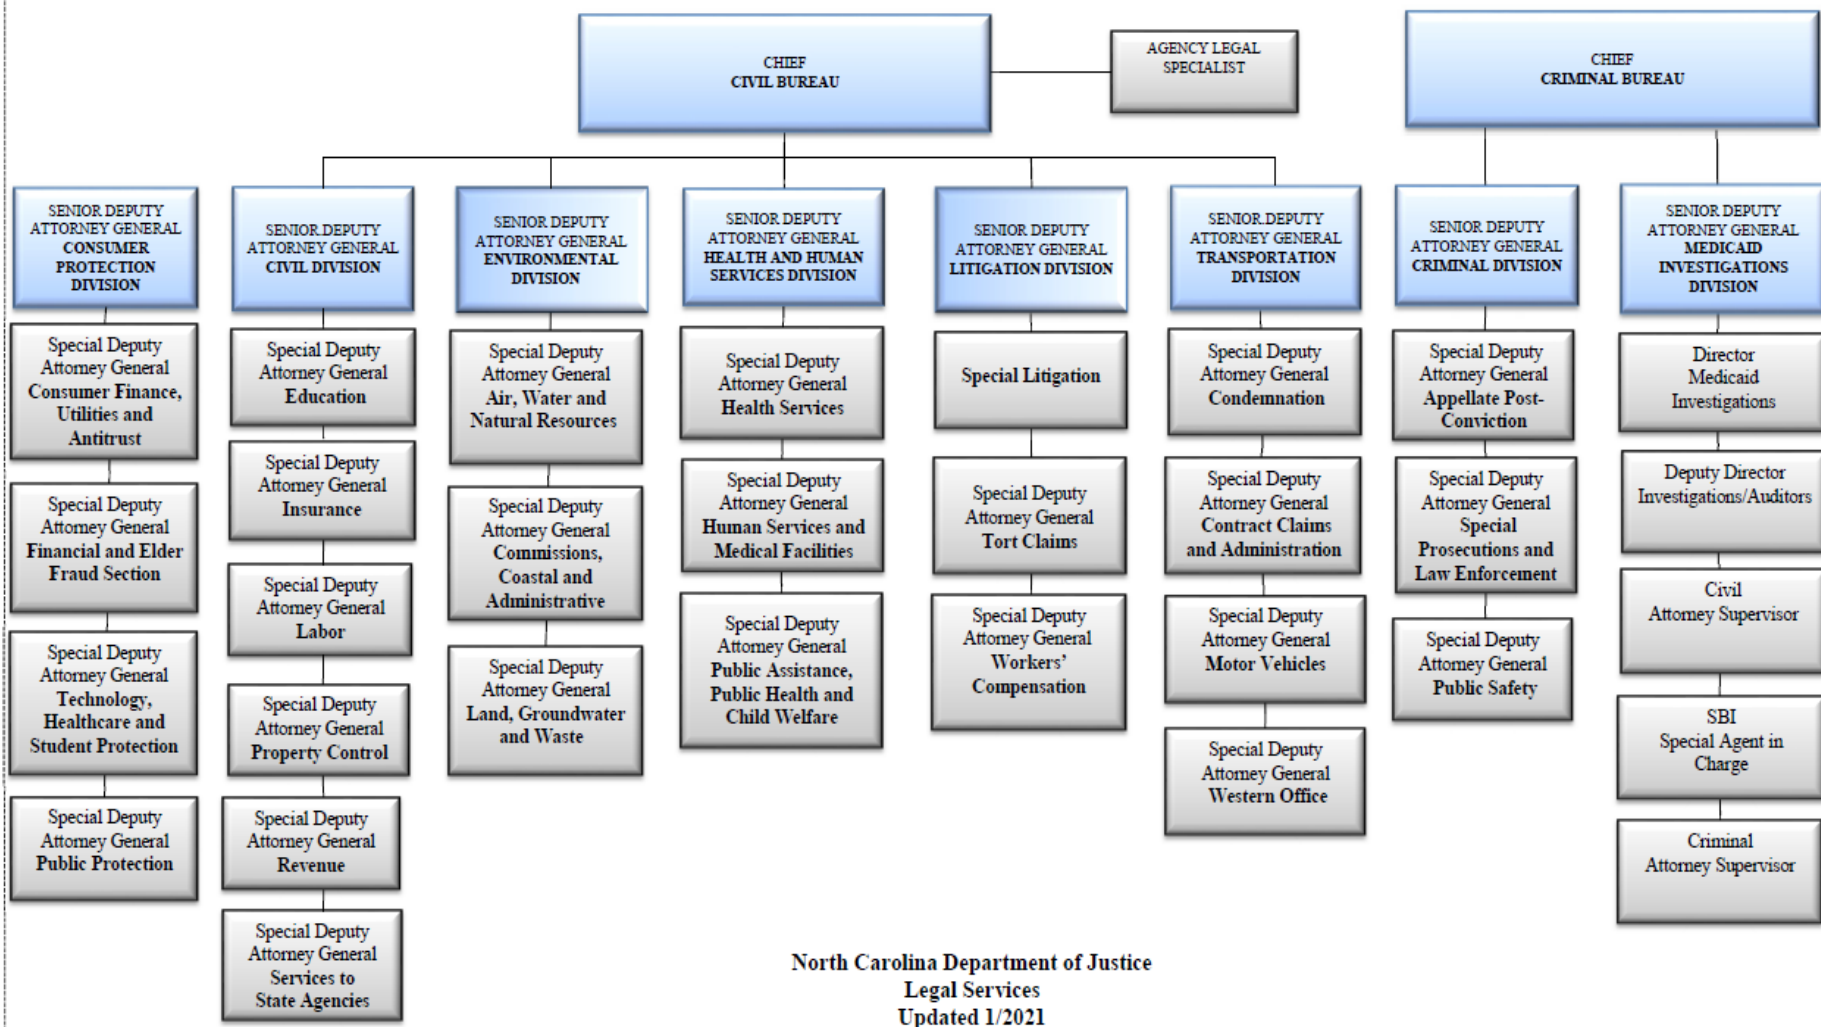 CHIEF
CIVIL BUREAU
AGENCY LEGAL
SPECIALIST
CHIEF
CRIMINAL BUREAU
SENIOR DEPUTY
ATTORNEY GENERAL
CONSUMER
PROTECTION
DIVISION
Special Deputy
Attorney General
Consumer Finance,
Utilities and
Antitrust
Special Deputy
Attorney General
Financial and Elder
Fraud Section
Special Deputy
Attorney General
Technology,
Healthcare and
Student Protection
Special Deputy
Attorney General
Public Protection
SENIOR DEPUTY
ATTORNEY GENERAL
CIVIL DIVISION
Special Deputy
Attorney General
Education
Special Deputy
Attorney General
Insurance
Special Deputy
Attorney General
Labor
Special Deputy
Attorney General
Property Control
Special Deputy
Attorney General
Revenue
Special Deputy
Attorney General
Services to
State Agencies
SENIOR DEPUTY
ATTORNEY GENERAL
ENVIRONMENTAL
DIVISION
Special Deputy
Attorney General
Air, Water and
Natural Resources
Special Deputy
Attorney General
Commissions,
Coastal and
Administrative
Special Deputy
Attorney General
Land, Groundwater
and Waste
SENIOR DEPUTY
ATTORNEY GENERAL
HEALTH AND HUMAN
SERVICES DIVISION
Special Deputy
Attorney General
Health Services
Special Deputy
Attorney General
Human Services and
Medical Facilities
Special Deputy
Attorney General
Public Assistance,
Public Health and
Child Welfare
SENIOR DEPUTY
ATTORNEY GENERAL
LITIGATION DIVISION
Special Litigation
Special Deputy
Attorney General
Tort Claims
Special Deputy
Attorney General
Workers’
Compensation
SENIOR DEPUTY
ATTORNEY GENERAL
TRANSPORTATION
DIVISION
Special Deputy
Attorney General
Condemnation
Special Deputy
Attorney General
Contract Claims
and Administration
Special Deputy
Attorney General
Motor Vehicles
Special Deputy
Attorney General
Western Office
SENIOR DEPUTY
ATTORNEY GENERAL
CRIMINAL DIVISION
Special Deputy
Attorney General
Appellate Post-
Conviction
Special Deputy
Attorney General
Special
Prosecutions and
Law Enforcement
Special Deputy
Attorney General
Public Safety
SENIOR DEPUTY
ATTORNEY GENERAL
MEDICAID
INVESTIGATIONS
DIVISION
Director
Medicaid
Investigations
Deputy Director
Investigations/Auditors
Civil
Attorney Supervisor
SBI
Special Agent in
Charge
Criminal
Attorney Supervisor
North Carolina Department of Justice
Legal Services
Updated 1/2021